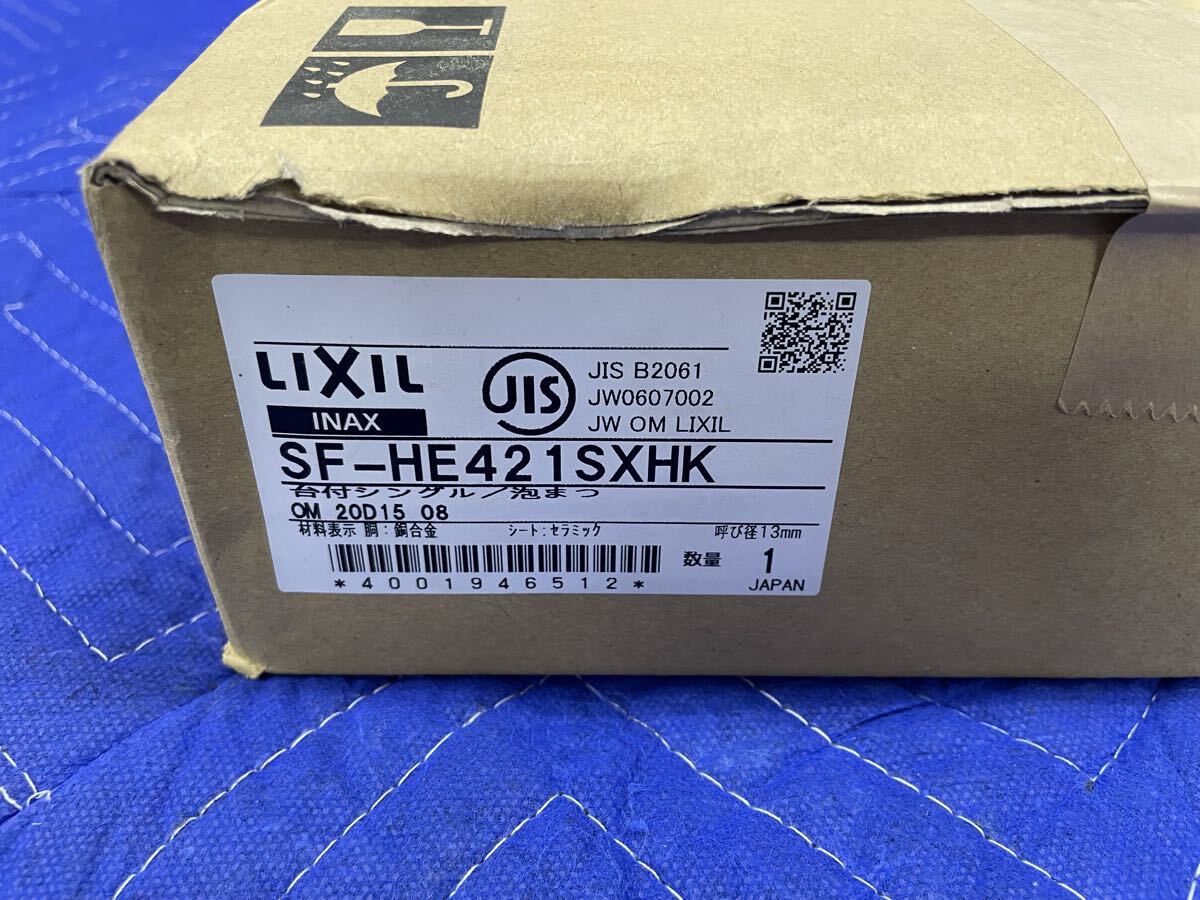 LIXIL
INAX
JIS
JIS B2061
JW0607002
JW OM LIXIL
SF-HE421SXHK
台付シングル/泡まつ
OM 20D15 08
材料表示 胴:銅合金 シート:セラミック 呼び径13mm
*4001946512*
数量 1
JAPAN